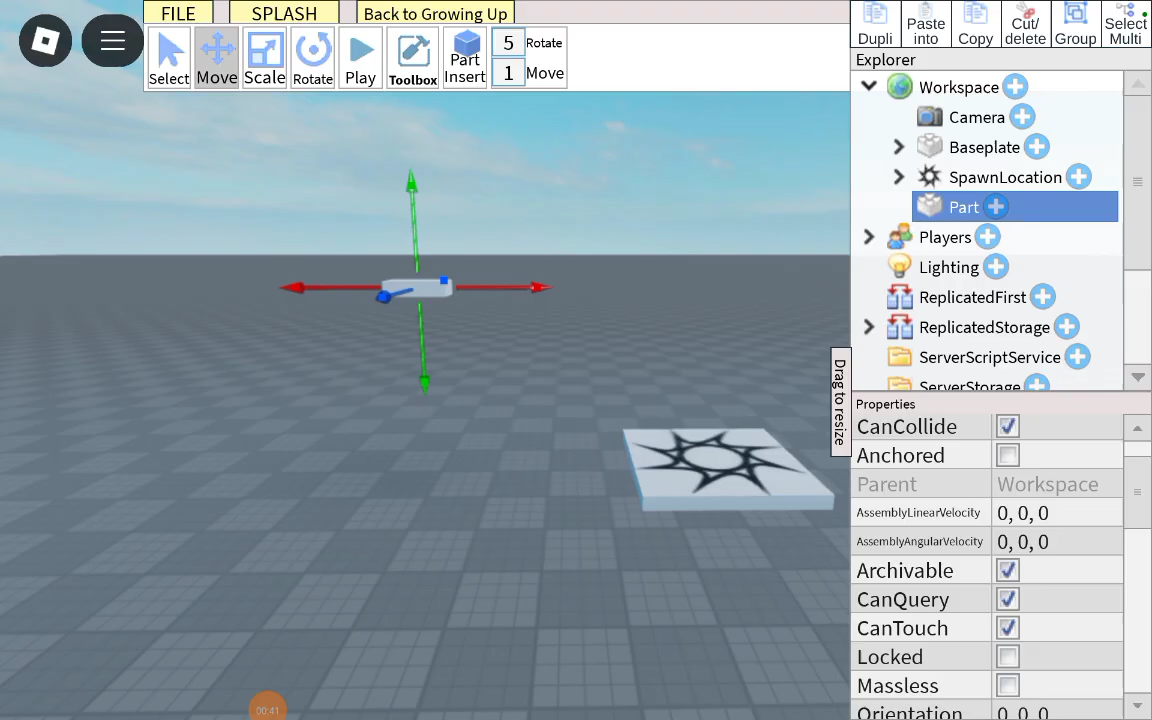 FILE
SPLASH
Back to Growing Up
Select
Move
Scale
Rotate
Play
Toolbox
Part
Insert
5 Rotate
1 Move
Dupli
Paste
into
Copy
Cut/
delete
Group
Select
Multi
Explorer
Workspace
Camera
Baseplate
SpawnLocation
Part
Players
Lighting
ReplicatedFirst
ReplicatedStorage
ServerScriptService
ServerStorage
Drag to resize
Properties
CanCollide
Anchored
Parent Workspace
AssemblyLinearVelocity 0, 0, 0
AssemblyAngularVelocity 0, 0, 0
Archivable
CanQuery
CanTouch
Locked
Massless
Orientation 0, 0, 0
00:41